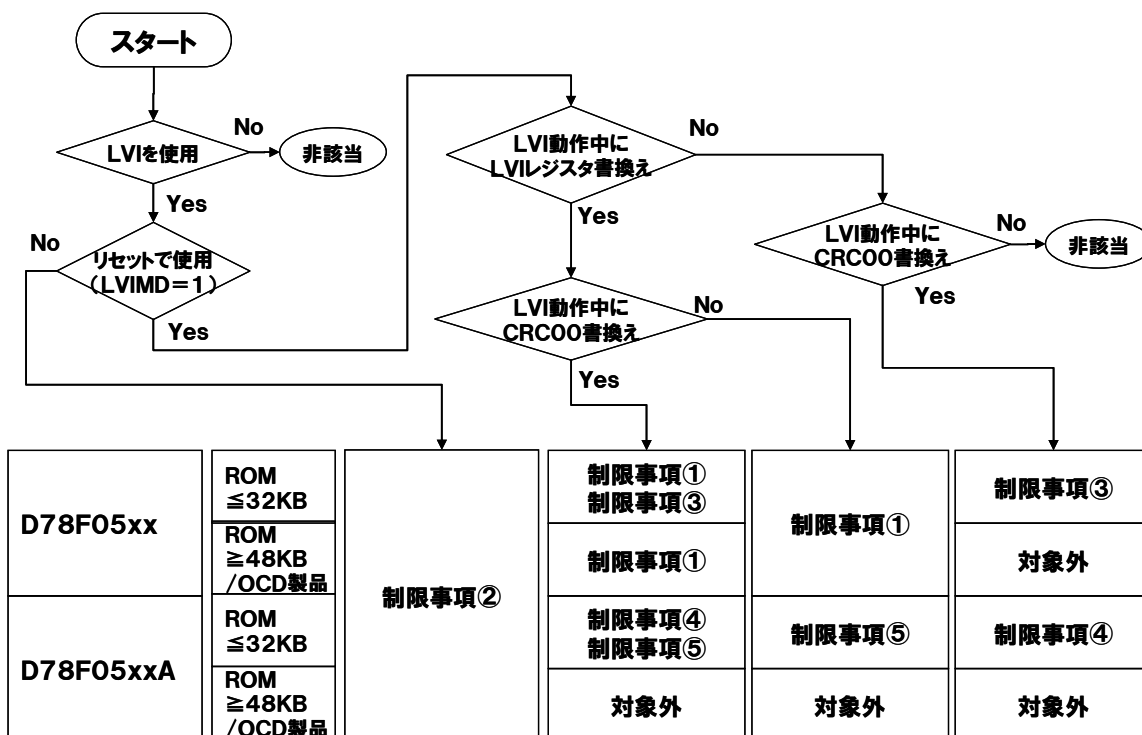 スタート
No
LVIを使用
非該当
Yes
No
リセットで使用
(LVIMD=1)
Yes
LVI動作中に
LVIレジスタ書換え
No
Yes
LVI動作中に
CRC00書換え
No
非該当
Yes
LVI動作中に
CRC00書換え
No
Yes
D78F05xx
ROM
≦32KB
ROM
≧48KB
/OCD製品
D78F05xxA
ROM
≦32KB
ROM
≧48KB
/OCD製品
制限事項②
制限事項①
制限事項③
制限事項①
制限事項④
制限事項⑤
対象外
制限事項①
制限事項⑤
対象外
制限事項③
対象外
制限事項④
対象外